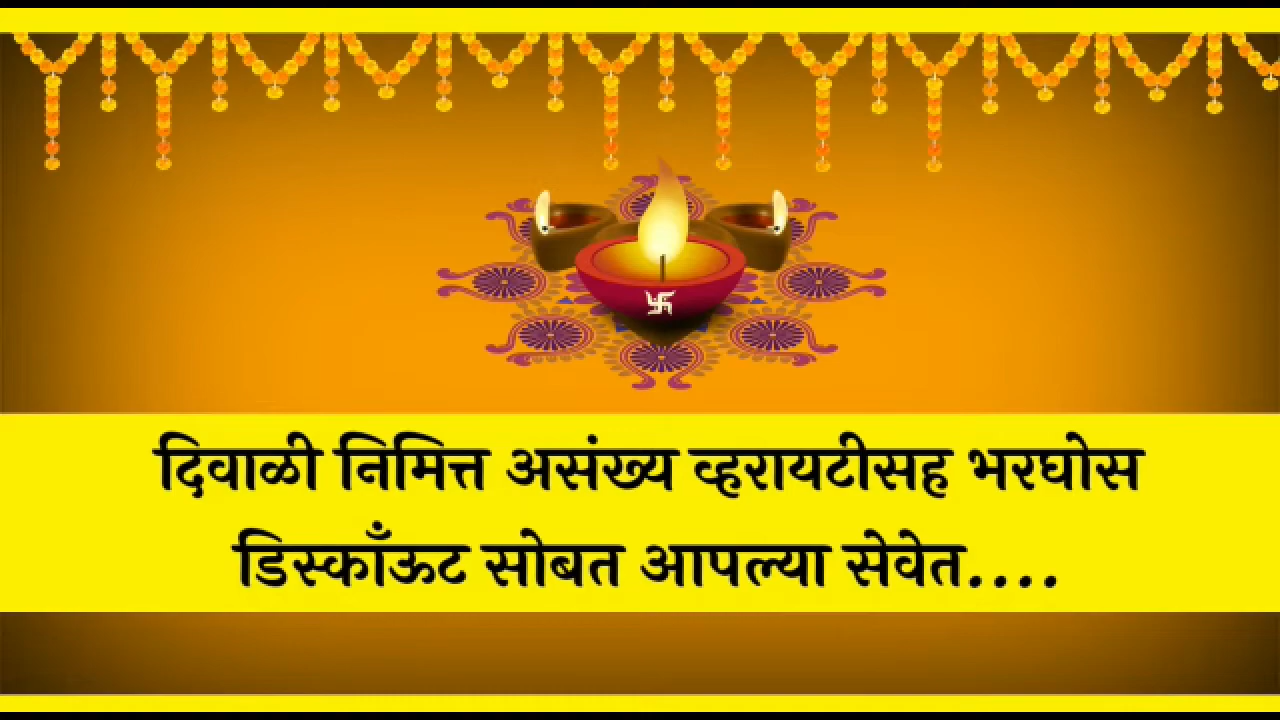 दिवाळी निमित्त असंख्य व्हरायटीसह भरघोस
डिस्काँऊट सोबत आपल्या सेवेत....